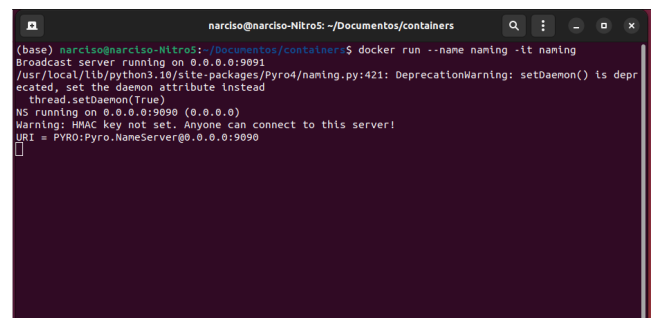 narciso@narciso-Nitro5: ~/Documentos/containers
(base) narciso@narciso-Nitro5:~/Documentos/containers$ docker run --name naming -it naming
Broadcast server running on 0.0.0.0:9091
/usr/local/lib/python3.10/site-packages/Pyro4/naming.py:421: DeprecationWarning: setDaemon() is depr
ecated, set the daemon attribute instead
  thread.setDaemon(True)
NS running on 0.0.0.0:9090 (0.0.0.0)
Warning: HMAC key not set. Anyone can connect to this server!
URI = PYRO:Pyro.NameServer@0.0.0.0:9090